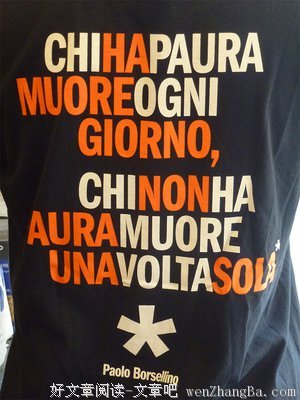 CHIHAPAURA
MUOREOGNI
GIORNO,
CHINONHA
AURAMUORE
UNAVOLTASOLA
*
Paolo Borsellino
好文章阅读-文章吧 wenZhangBa.com